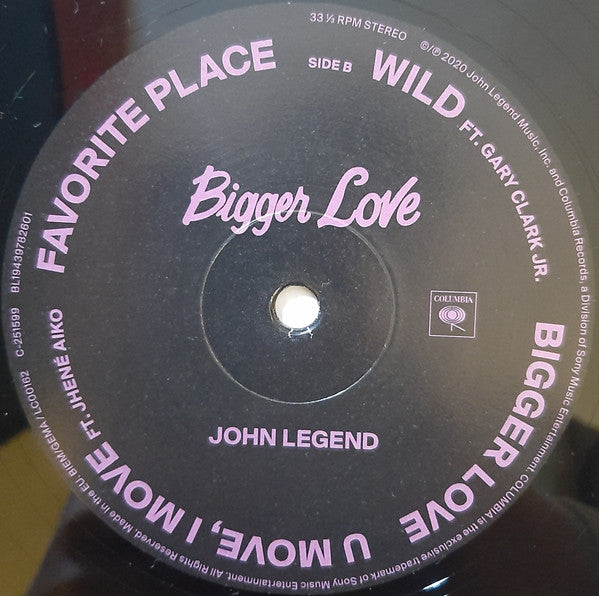 33 ⅓ RPM STEREO
SIDE B
WILD FT. GARY CLARK JR.
BIGGER LOVE
U MOVE, I MOVE FT. JHENÉ AIKO
FAVORITE PLACE
Bigger Love
COLUMBIA
JOHN LEGEND
©/℗ 2020 John Legend Music, Inc. and Columbia Records, a Division of Sony Music Entertainment. COLUMBIA is the exclusive trademark of Sony Music Entertainment. All Rights Reserved. Made in the EU. BIEM/GEMA / LC00162 C-251599 BL19439782601